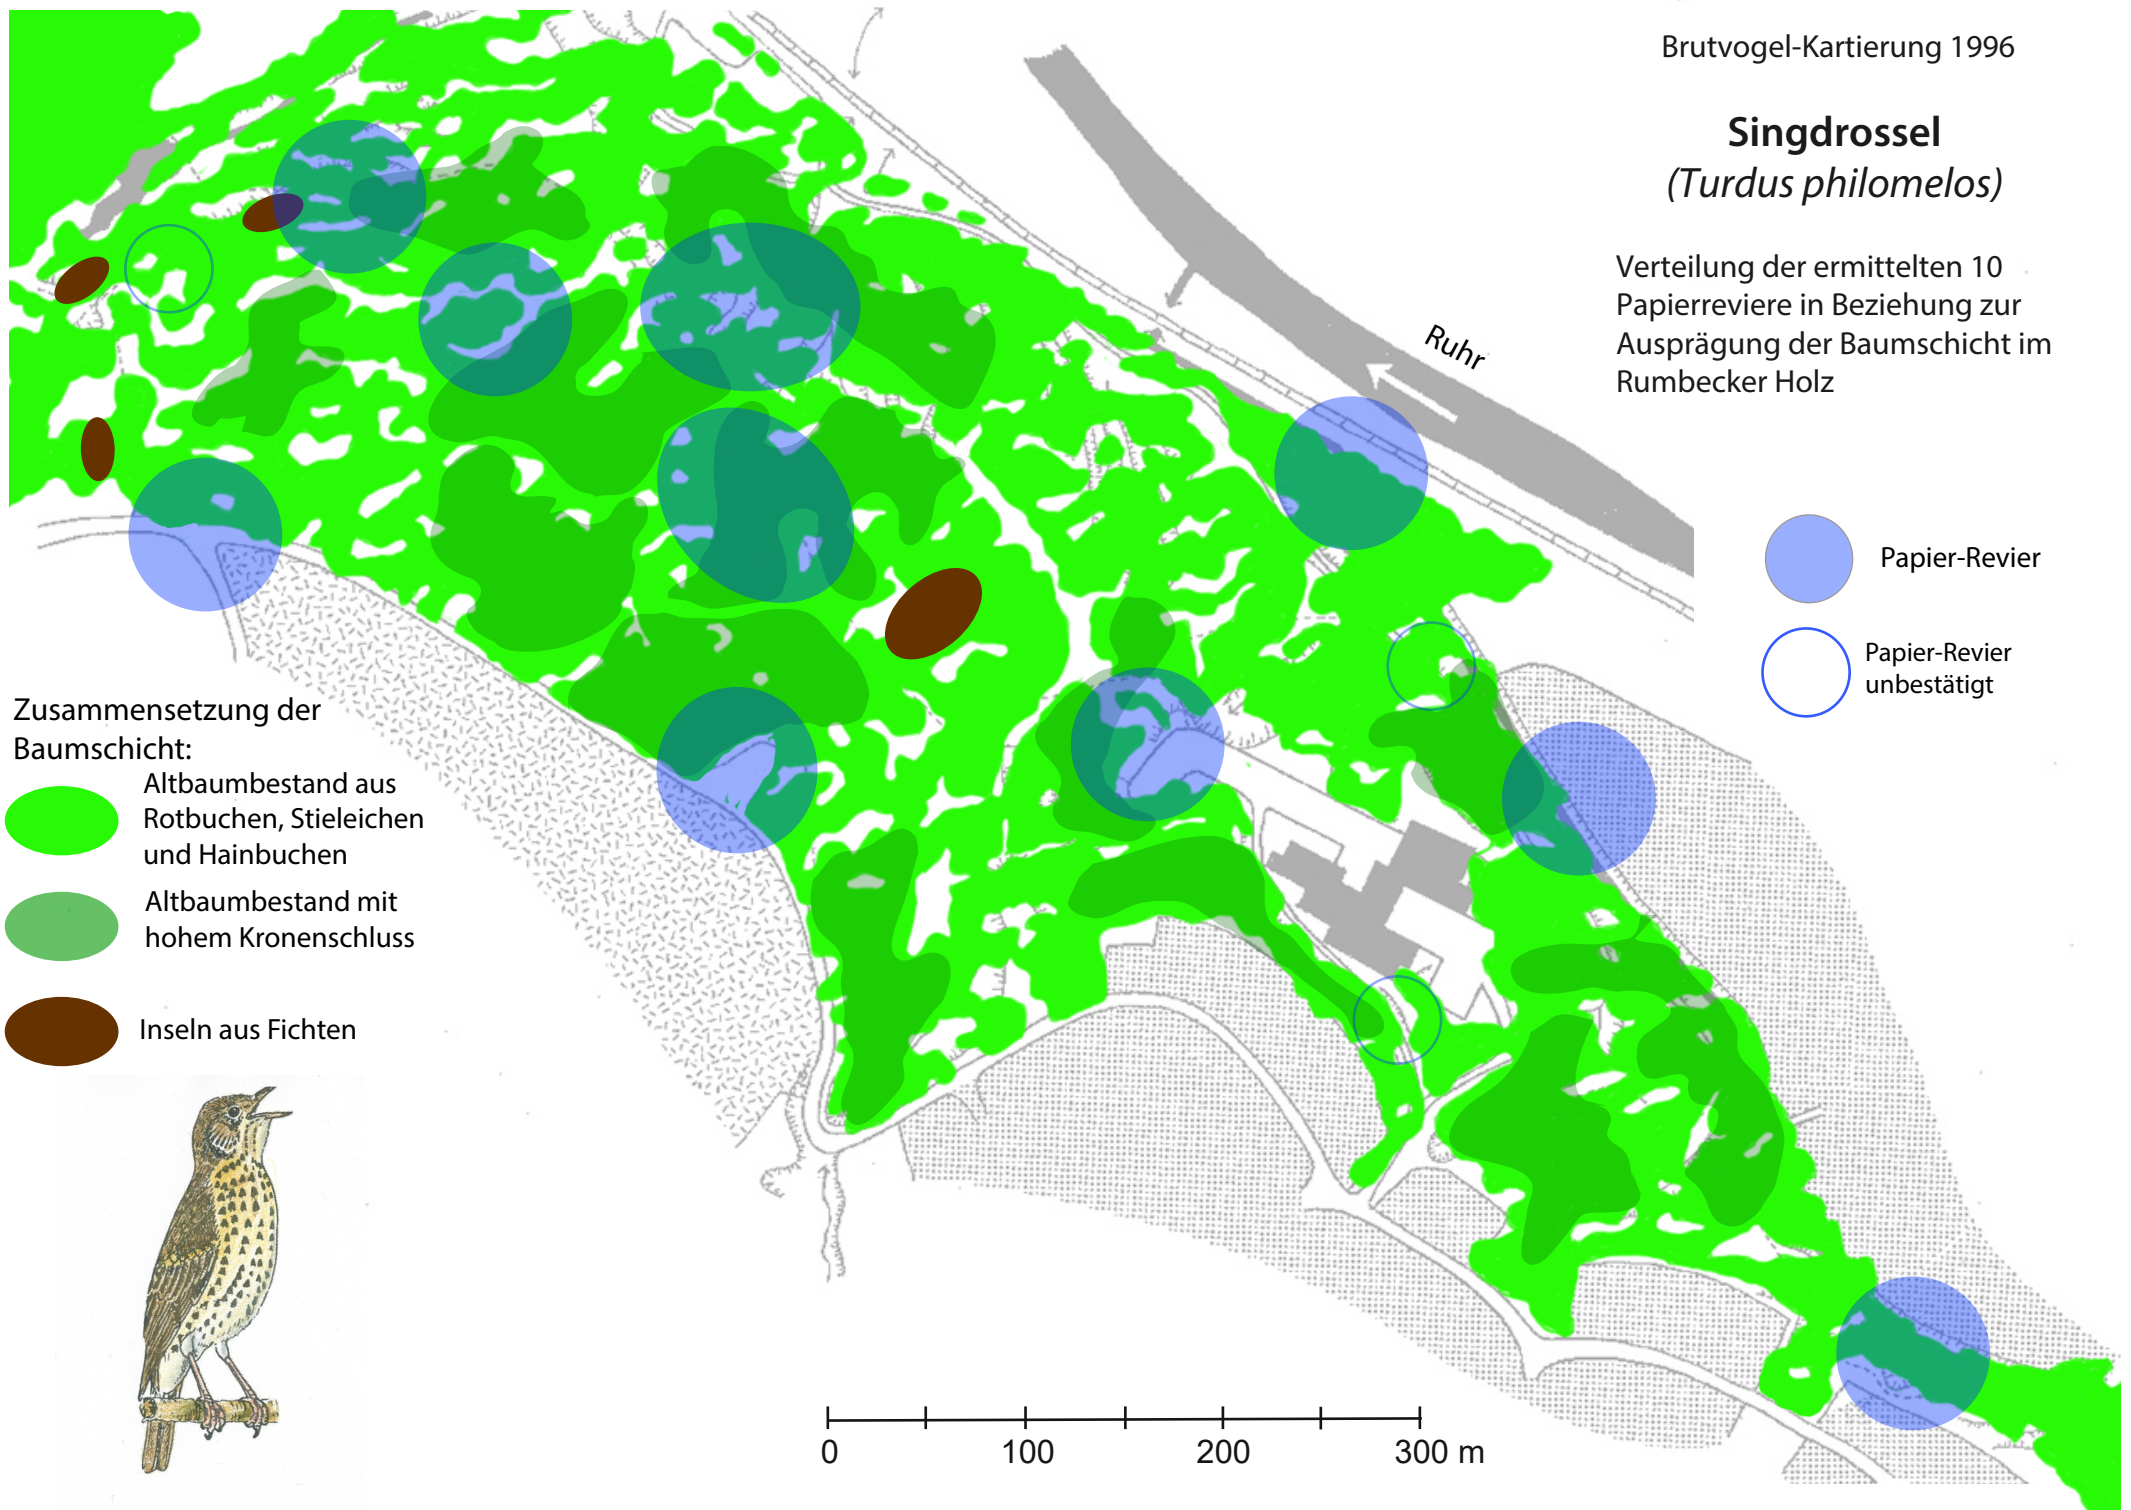 Brutvogel-Kartierung 1996
Singdrossel
(Turdus philomelos)
Verteilung der ermittelten 10
Papierreviere in Beziehung zur
Ausprägung der Baumschicht im
Rumbecker Holz
Ruhr
Papier-Revier
Papier-Revier
unbestätigt
Zusammensetzung der
Baumschicht:
Altbaumbestand aus
Rotbuchen, Stieleichen
und Hainbuchen
Altbaumbestand mit
hohem Kronenschluss
Inseln aus Fichten
0 100 200 300 m